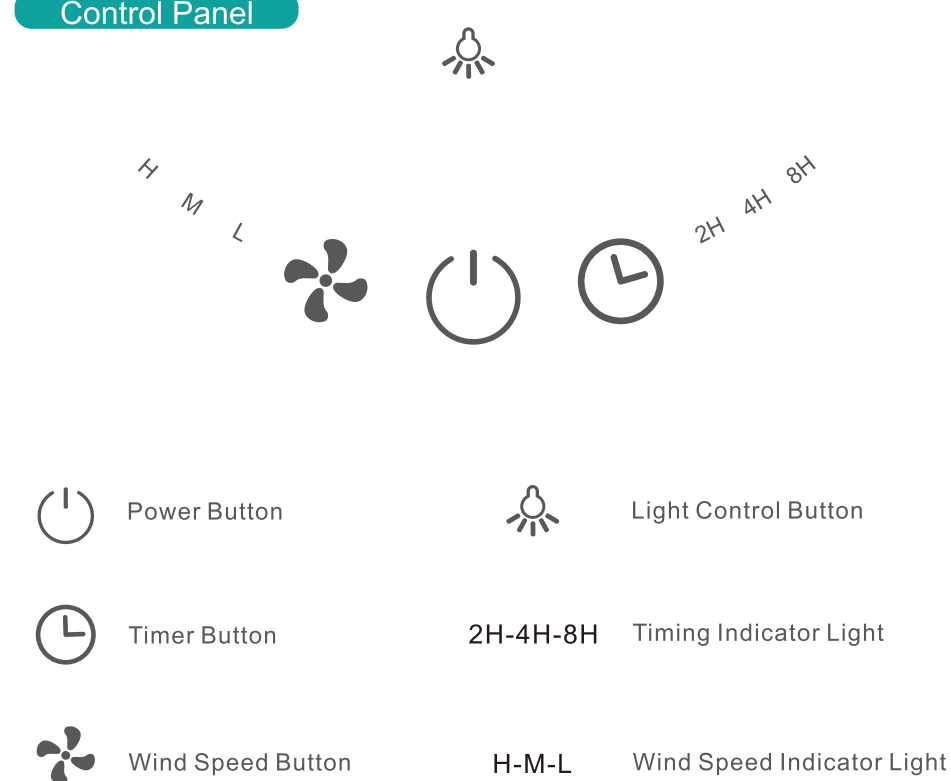 Control Panel
H
M
L
2H
4H
8H
Power Button
Light Control Button
Timer Button
2H-4H-8H
Timing Indicator Light
Wind Speed Button
H-M-L
Wind Speed Indicator Light